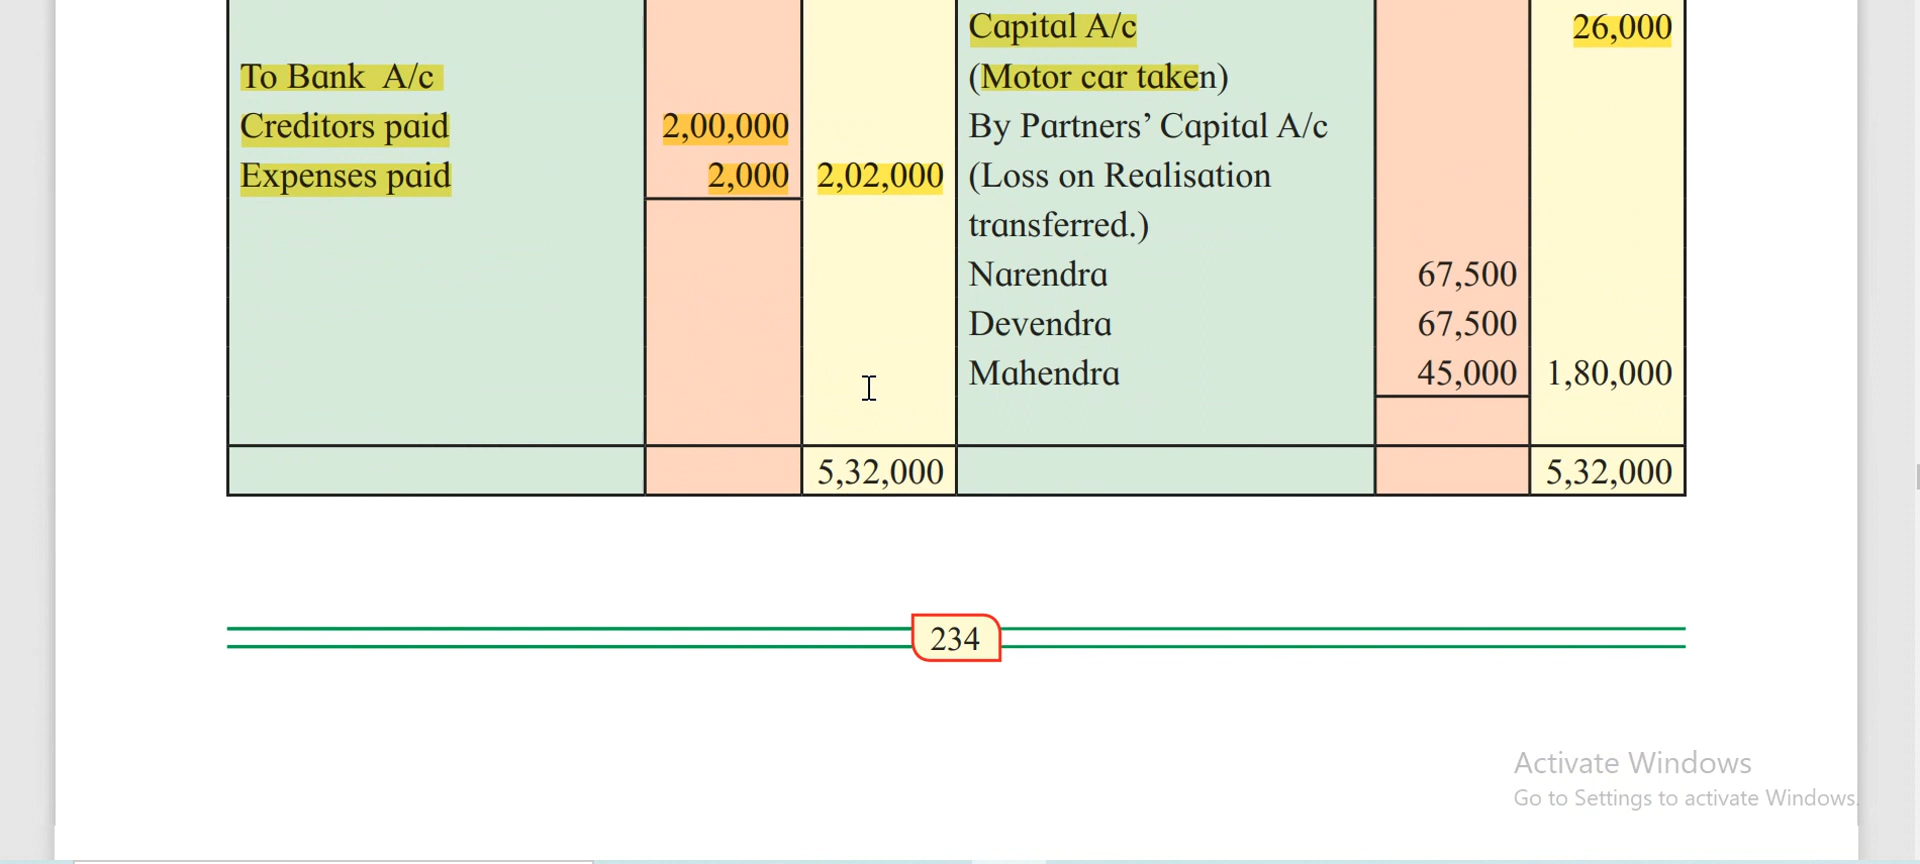 Capital A/c 26,000
To Bank A/c (Motor car taken)
Creditors paid 2,00,000 By Partners’ Capital A/c
Expenses paid 2,000 2,02,000 (Loss on Realisation
transferred.)
Narendra 67,500
Devendra 67,500
Mahendra 45,000 1,80,000
5,32,000 5,32,000
234
Activate Windows
Go to Settings to activate Windows.